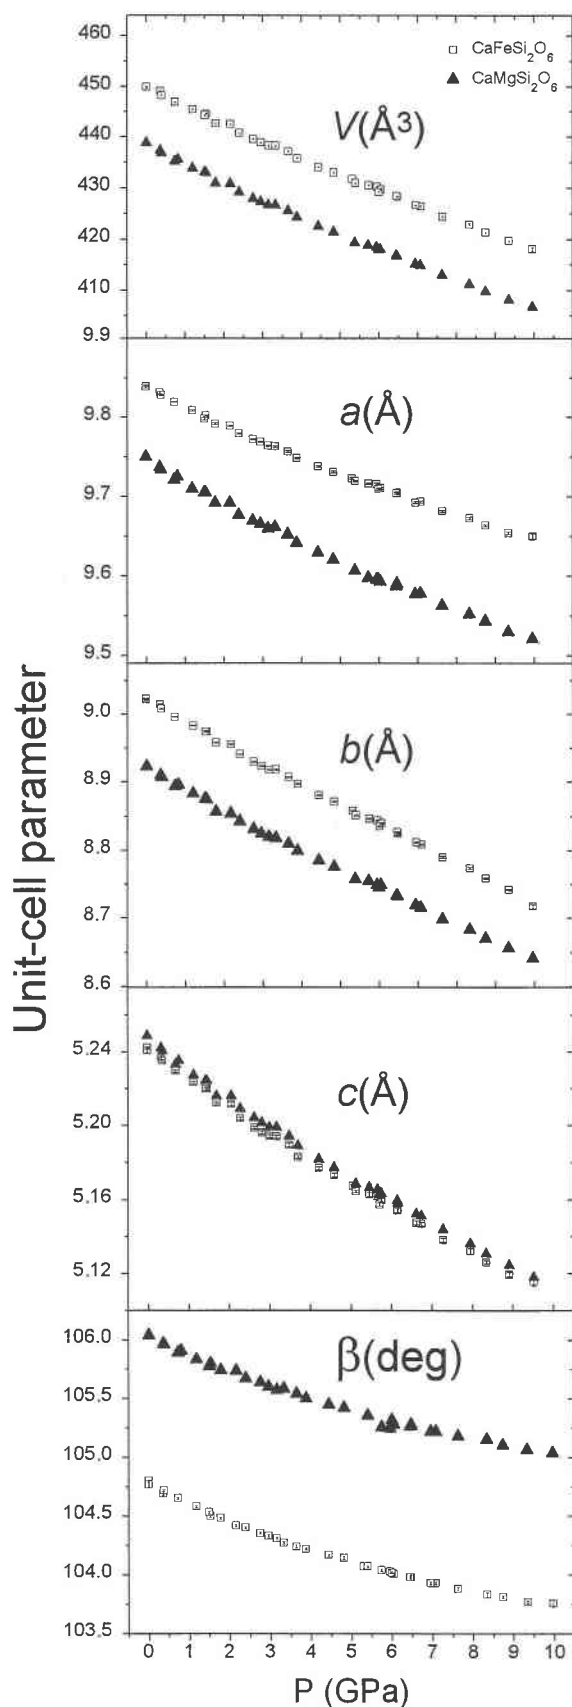 460
450
440
430
420
410
9.9
CaFeSi₂O₆
CaMgSi₂O₆
V(Å³)
9.8
9.7
9.6
9.5
a(Å)
9.0
8.9
8.8
8.7
8.6
b(Å)
5.24
5.20
5.16
5.12
c(Å)
106.0
105.5
105.0
104.5
104.0
103.5
β(deg)
0 1 2 3 4 5 6 7 8 9 10
P (GPa)
Unit-cell parameter